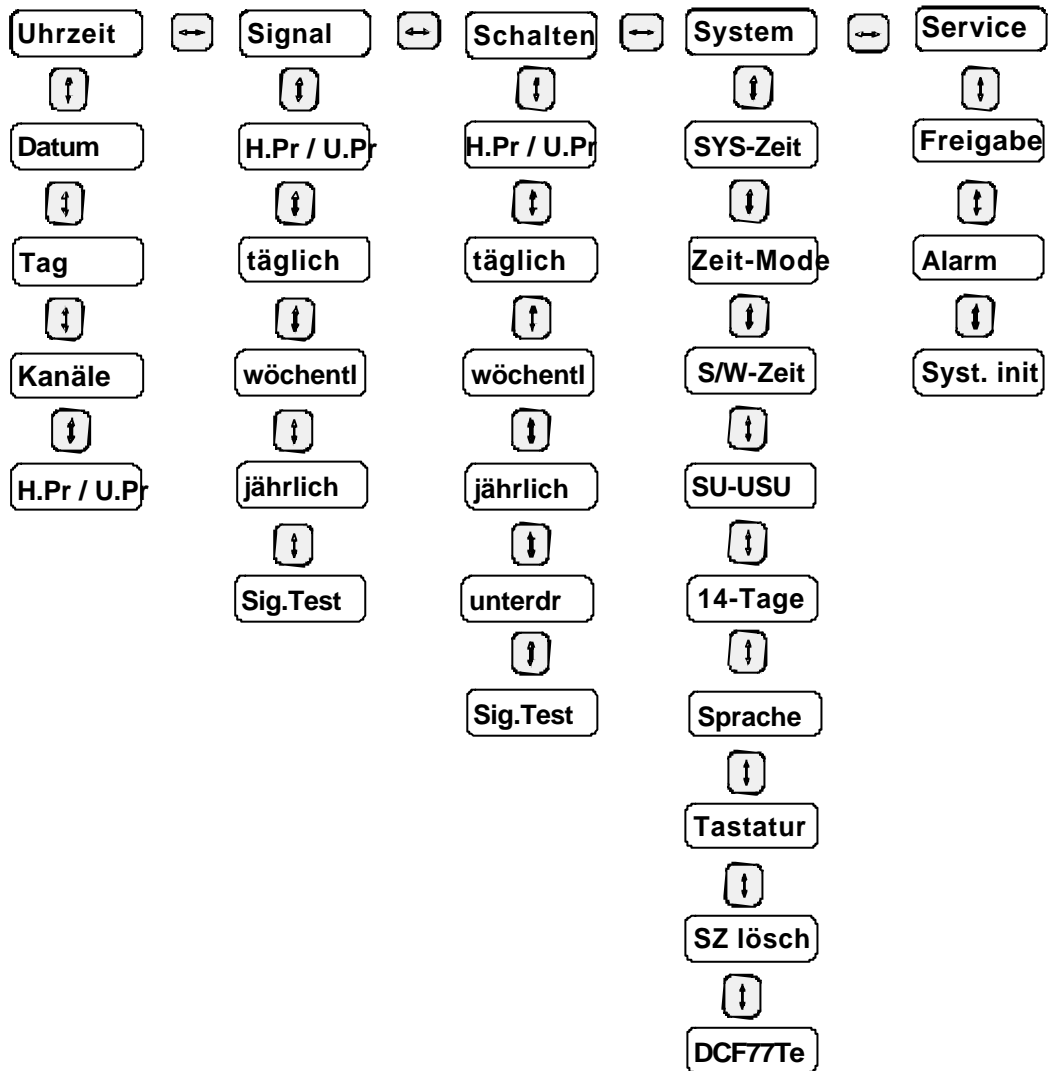 Uhrzeit Signal Schalten System Service
Datum H.Pr / U.Pr H.Pr / U.Pr SYS-Zeit Freigabe
Tag täglich täglich Zeit-Mode Alarm
Kanäle wöchentl wöchentl S/W-Zeit Syst. init
H.Pr / U.Pr jährlich jährlich SU-USU
Sig.Test unterdr 14-Tage
Sig.Test Sprache
Tastatur
SZ lösch
DCF77Te